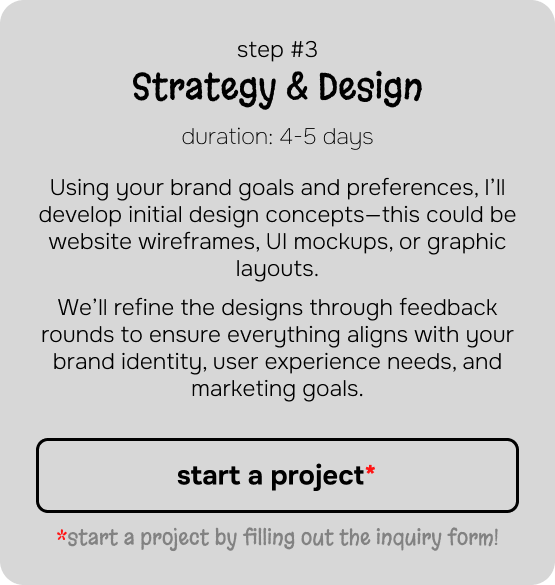 step #3
Strategy & Design
duration: 4-5 days
Using your brand goals and preferences, I’ll
develop initial design concepts—this could be
website wireframes, UI mockups, or graphic
layouts.
We’ll refine the designs through feedback
rounds to ensure everything aligns with your
brand identity, user experience needs, and
marketing goals.
start a project*
*start a project by filling out the inquiry form!